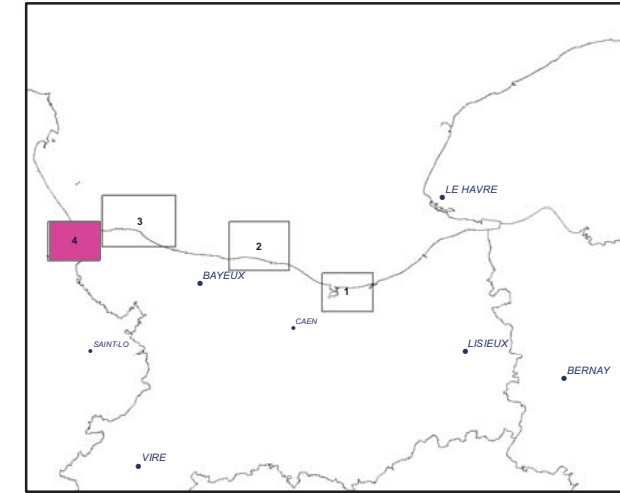 LE HAVRE
3
4
2
BAYEUX
1
CAEN
SAINT-LO
LISIEUX
BERNAY
VIRE